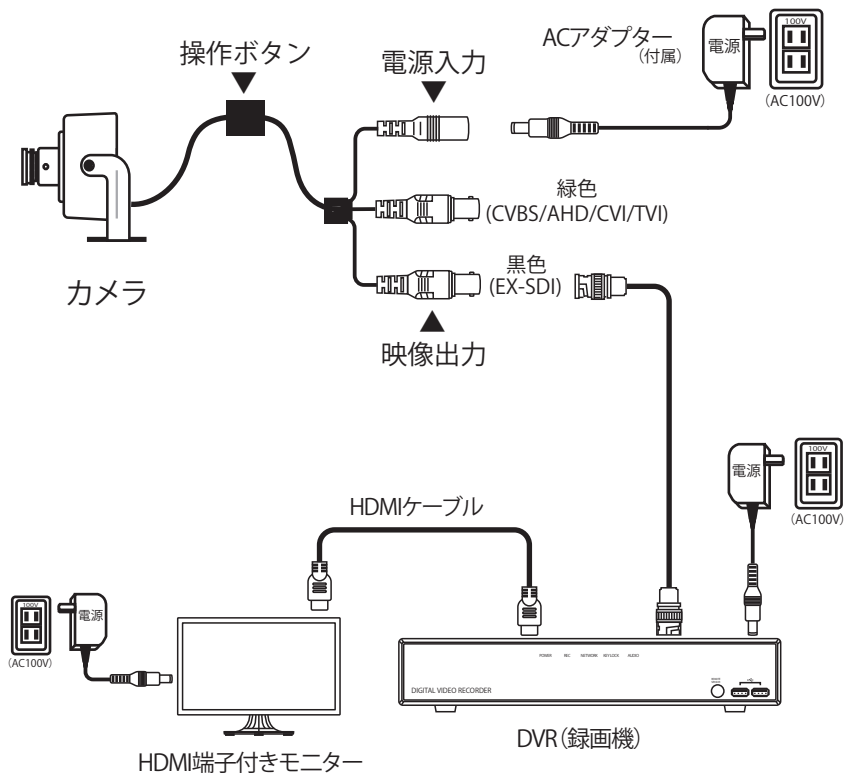 操作ボタン
電源入力
ACアダプター
(付属)
電源
100V
(AC100V)
緑色
(CVBS/AHD/CVI/TVI)
黒色
(EX-SDI)
カメラ
映像出力
電源
(AC100V)
HDMIケーブル
100V
電源
(AC100V)
POWER REC NETWORK KEYLOCK AUDIO
DIGITAL VIDEO RECORDER
DVR(録画機)
HDMI端子付きモニター